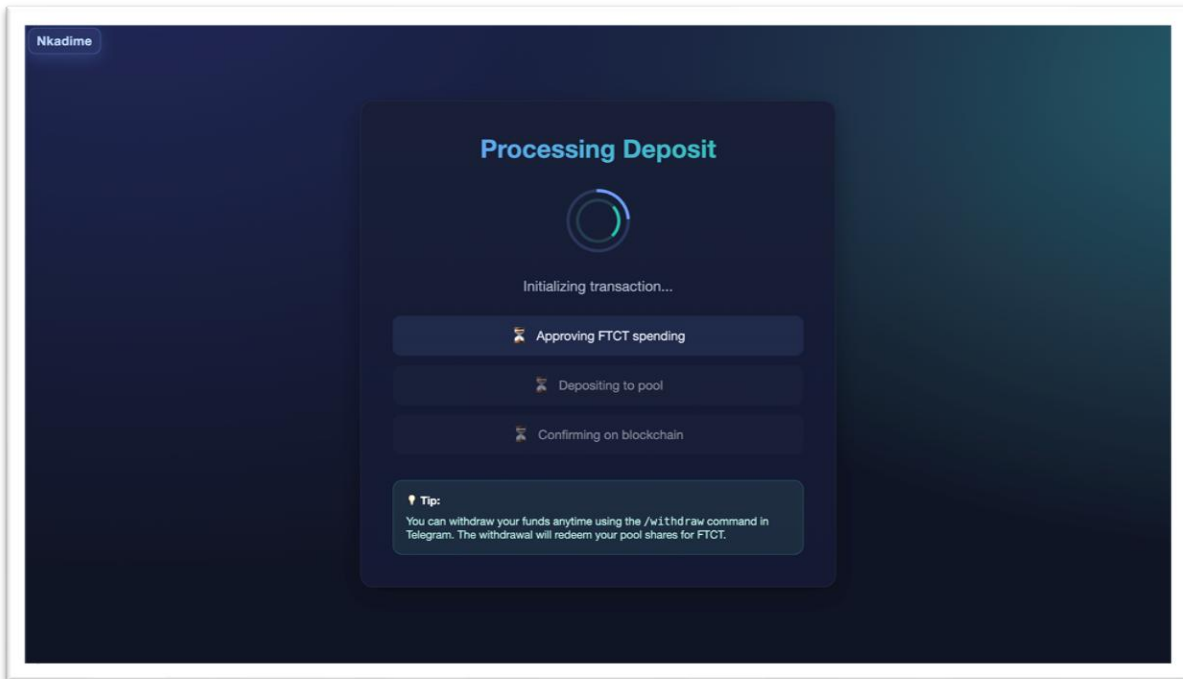 Nkadime
Processing Deposit
Initializing transaction...
⏳ Approving FTCT spending
⏳ Depositing to pool
⏳ Confirming on blockchain
💡 Tip:
You can withdraw your funds anytime using the /withdraw command in
Telegram. The withdrawal will redeem your pool shares for FTCT.